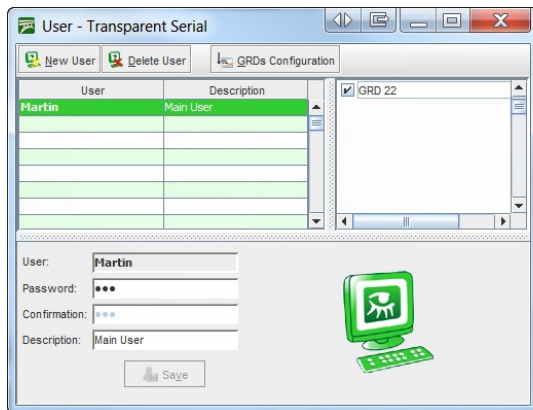 User - Transparent Serial
New User Delete User GRDs Configuration
User Description
Martin Main User
GRD 22
User: Martin
Password: •••
Confirmation: •••
Description: Main User
Save